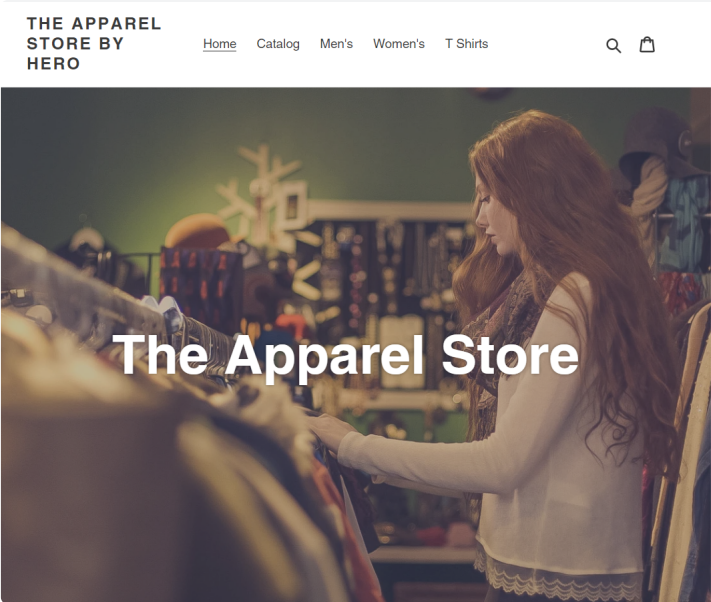 THE APPAREL
STORE BY
HERO
Home Catalog Men's Women's T Shirts
The Apparel Store